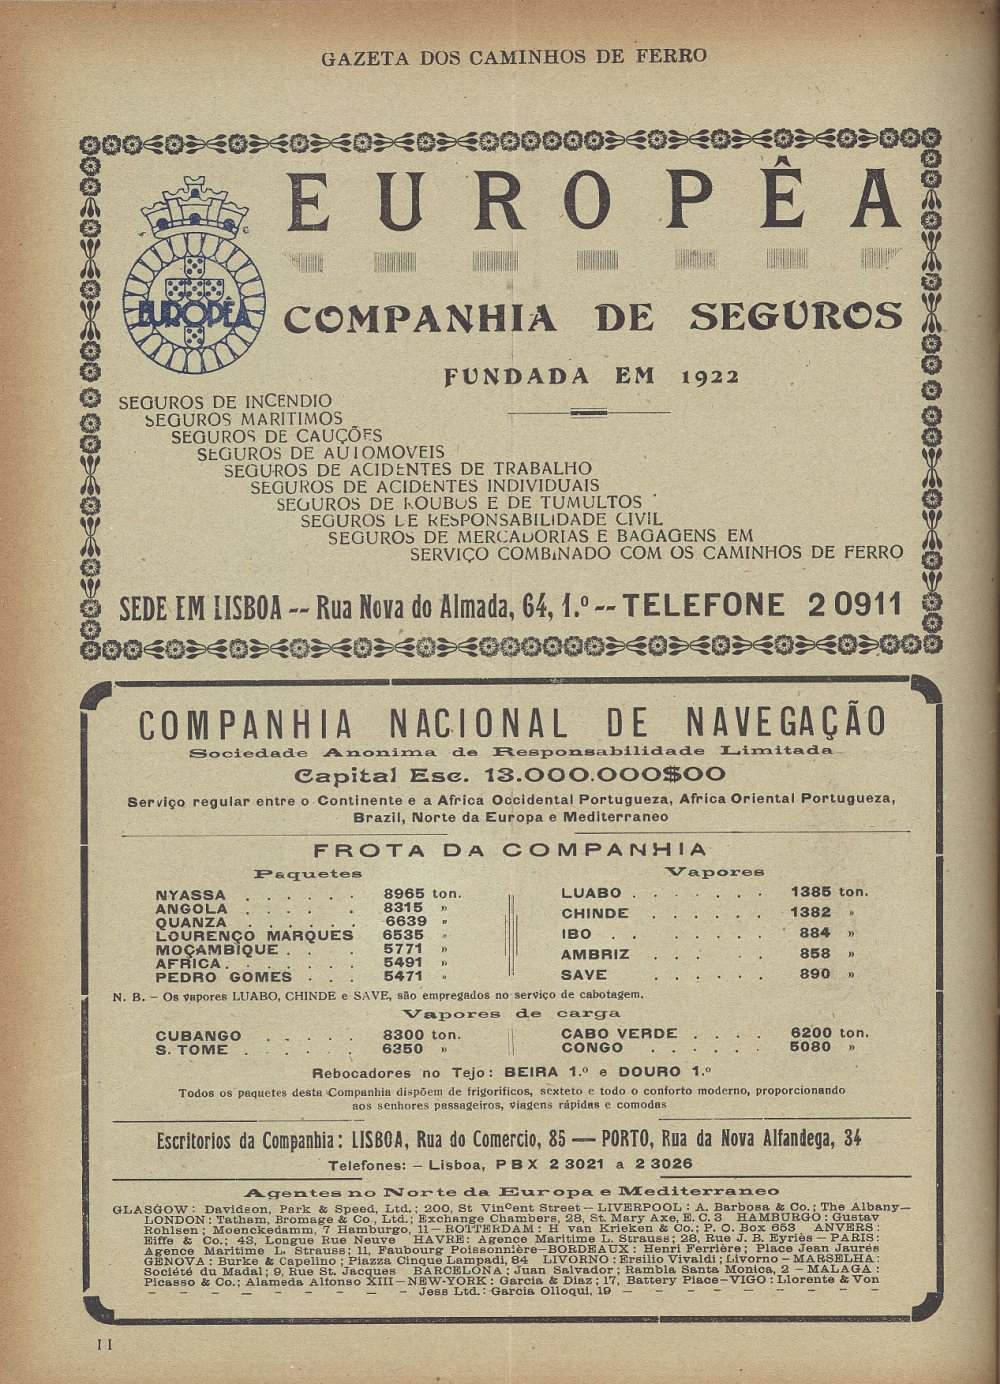 GAZETA DOS CAMINHOS DE FERRO
EUROPÊA
EUROPÊA
COMPANHIA DE SEGUROS
FUNDADA EM 1922
SEGUROS DE INCENDIO
SEGUROS MARITIMOS
SEGUROS DE CAUÇÕES
SEGUROS DE AUTOMOVEIS
SEGUROS DE ACIDENTES DE TRABALHO
SEGUROS DE ACIDENTES INDIVIDUAIS
SEGUROS DE ROUBOS E DE TUMULTOS
SEGUROS DE RESPONSABILIDADE CIVIL
SEGUROS DE MERCADORIAS E BAGAGENS EM
SERVIÇO COMBINADO COM OS CAMINHOS DE FERRO
SEDE EM LISBOA -- Rua Nova do Almada, 64, 1.º -- TELEFONE 2 0911
COMPANHIA NACIONAL DE NAVEGAÇÃO
Sociedade Anonima de Responsabilidade Limitada
Capital Esc. 13.000.000$00
Serviço regular entre o Continente e a Africa Occidental Portugueza, Africa Oriental Portugueza,
Brazil, Norte da Europa e Mediterraneo
FROTA DA COMPANHIA
Paquetes
NYASSA . . . . . . 8965 ton.
ANGOLA . . . . . . 8315 »
QUANZA . . . . . . 6639 »
LOURENÇO MARQUES 6535 »
MOÇAMBIQUE . . . . 5771 »
AFRICA . . . . . . . 5491 »
PEDRO GOMES . . . 5471 »
Vapores
LUABO . . . . . . . 1385 ton.
CHINDE . . . . . . 1382 »
IBO . . . . . . . 884 »
AMBRIZ . . . . . . 858 »
SAVE . . . . . . 890 »
N. B. – Os vapores LUABO, CHINDE e SAVE, são empregados no serviço de cabotagem.
Vapores de carga
CUBANGO . . . . . 8300 ton.
S. TOME . . . . . . 6350 »
CABO VERDE . . . . 6200 ton.
CONGO . . . . . . 5080 »
Rebocadores no Tejo: BEIRA 1.º e DOURO 1.º
Todos os paquetes desta Companhia dispõem de frigorificos, sexteto e todo o conforto moderno, proporcionando
aos senhores passageiros, viagens rápidas e comodas
Escritorios da Companhia: LISBOA, Rua do Comercio, 85 — PORTO, Rua da Nova Alfandega, 34
Telefones: – Lisboa, PBX 2 3021 a 2 3026
Agentes no Norte da Europa e Mediterraneo
GLASGOW: Davidson, Park & Speed, Ltd.; 200, St Vincent Street – LIVERPOOL: A. Barbosa & Co.; The Albany–
LONDON: Tatham, Bromage & Co., Ltd.; Exchange Chambers, 28, St. Mary Axe, E. C. 3 HAMBURGO: Gustav
Rohlsen; Moenckedamm, 7 Hamburgo, 11 – ROTTERDAM: H van Krieken & Co.; P. O. Box 653 ANVERS:
Eiffe & Co.; 43, Longue Rue Neuve HAVRE: Agence Maritime L. Strauss; 28, Rue J. B. Eyriès – PARIS:
Agence Maritime L. Strauss; 11, Faubourg Poissonnière – BORDEAUX: Henri Ferrière; Place Jean Jaurés
GENOVA: Burke & Capelino; Piazza Cinque Lampadi, 84 LIVORNO: Ersilio Vivaldi; Livorno – MARSELHA:
Société du Madal; 9, Rue St. Jacques BARCELONA; Juan Salvador; Rambla Santa Monica, 2 – MALAGA:
Picasso & Co.; Alameda Alfonso XIII – NEW-YORK: Garcia & Diaz; 17, Battery Place – VIGO: Llorente & Von
Jess Ltd.: Garcia Olloqui, 19
II